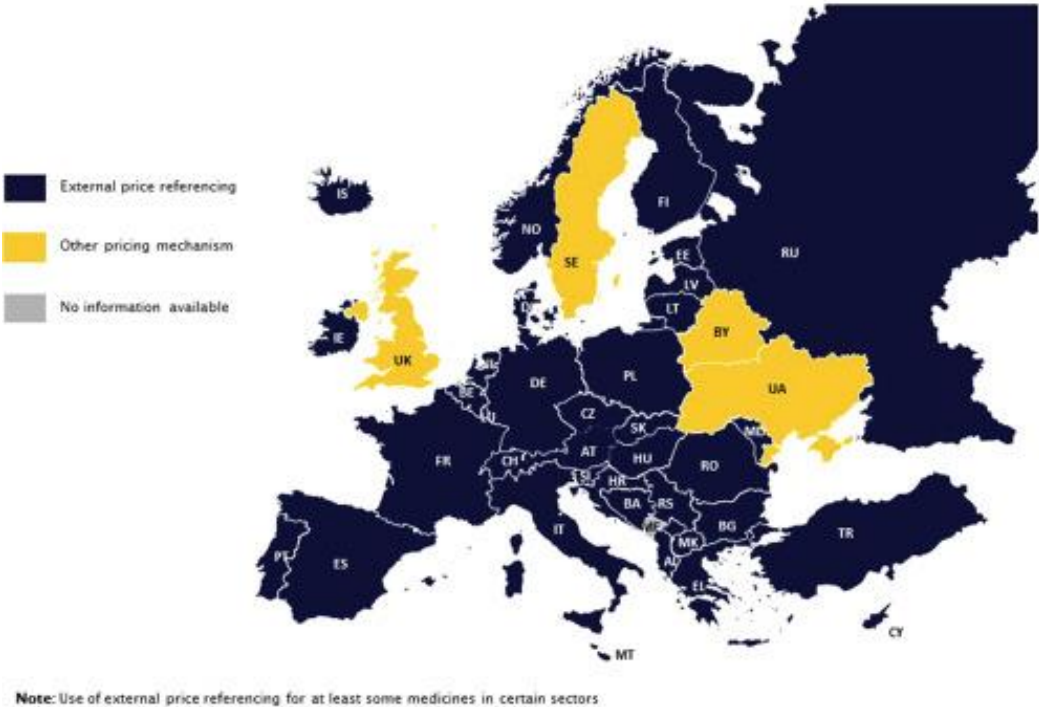 External price referencing
Other pricing mechanism
No information available
IS
NO
SE
FI
RU
EE
LV
LT
IE
UK
BY
NL
BE
DE
PL
UA
LU
CZ
SK
MD
FR
CH
AT
HU
RO
SI
HR
BA
RS
IT
BG
MK
TR
PT
ES
EL
CY
MT
Note: Use of external price referencing for at least some medicines in certain sectors